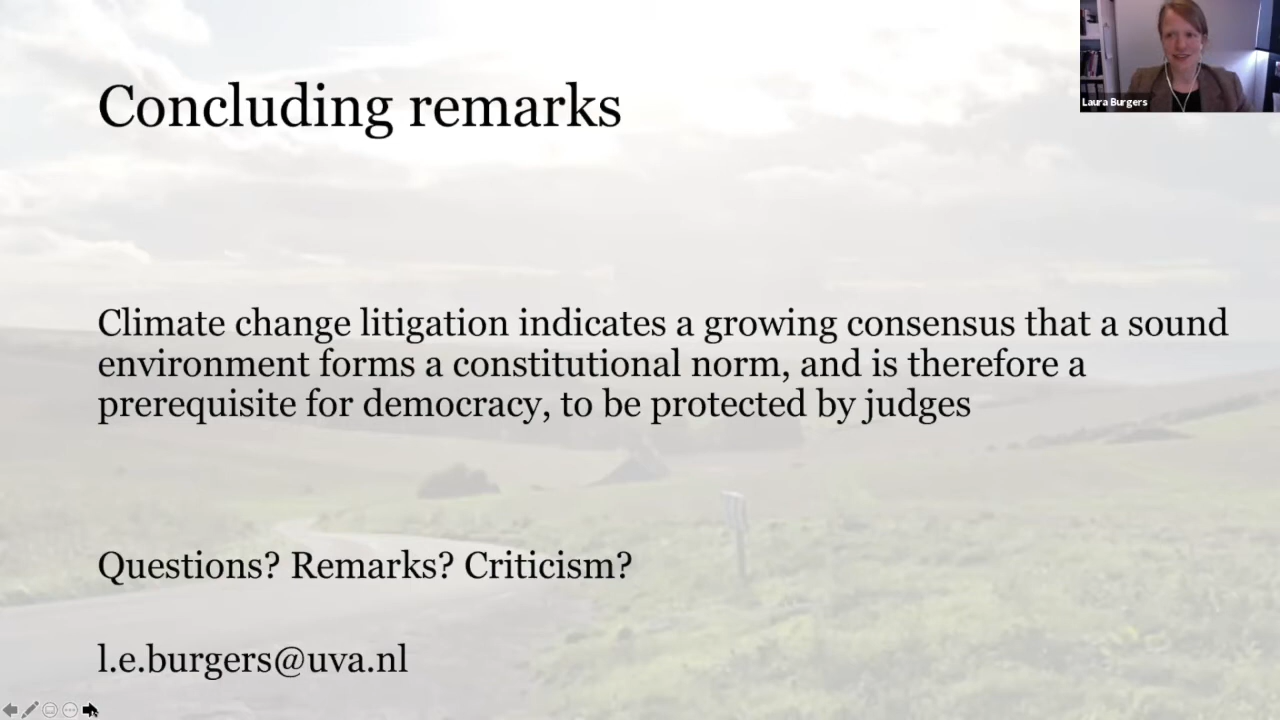 Concluding remarks
Laura Burgers
Climate change litigation indicates a growing consensus that a sound
environment forms a constitutional norm, and is therefore a
prerequisite for democracy, to be protected by judges
Questions? Remarks? Criticism?
l.e.burgers@uva.nl